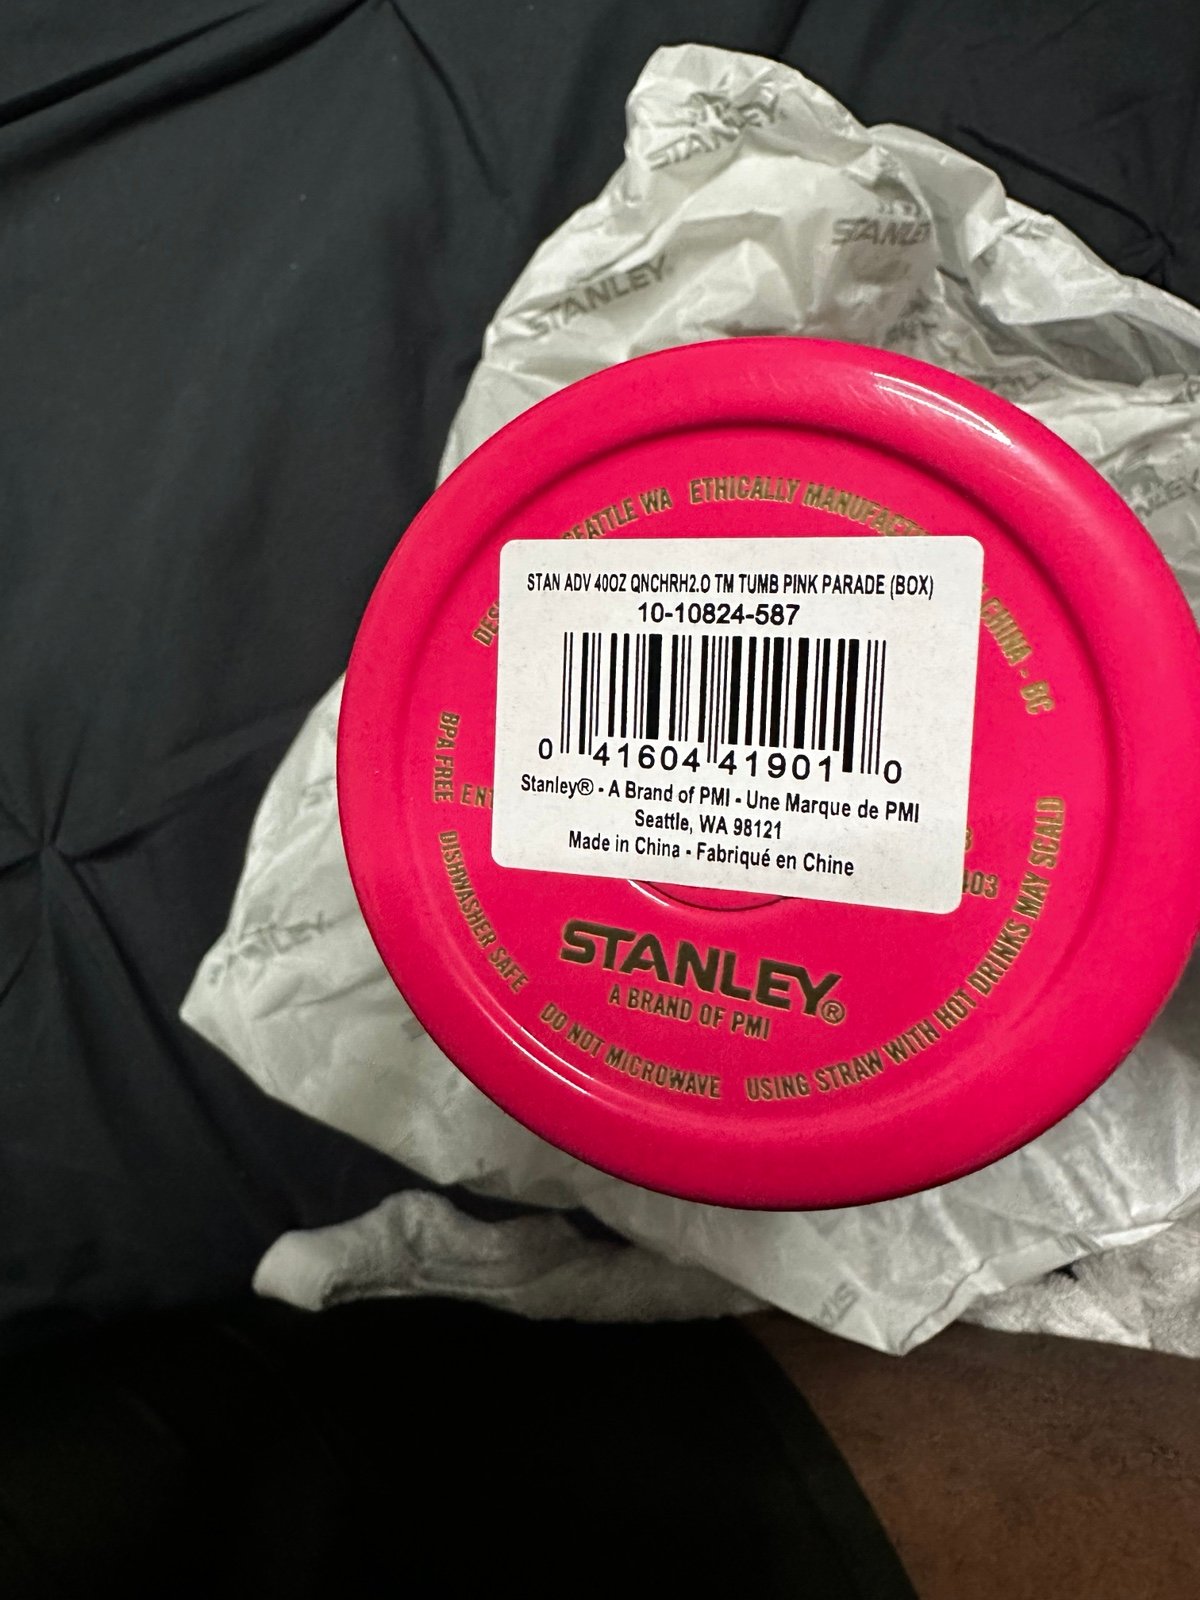 STANLEY
STANLEY
STANLEY
SEATTLE WA ETHICALLY
CHINA - BC
STAN ADV 40OZ QNCHRH2.O TM TUMB PINK PARADE (BOX)
10-10824-587
0 41604 41901 0
Stanley® - A Brand of PMI - Une Marque de PMI
Seattle, WA 98121
Made in China - Fabriqué en Chine
BPA FREE
DISHWASHER SAFE
DO NOT MICROWAVE
USING STRAW WITH HOT DRINKS MAY SCALD
STANLEY®
A BRAND OF PMI